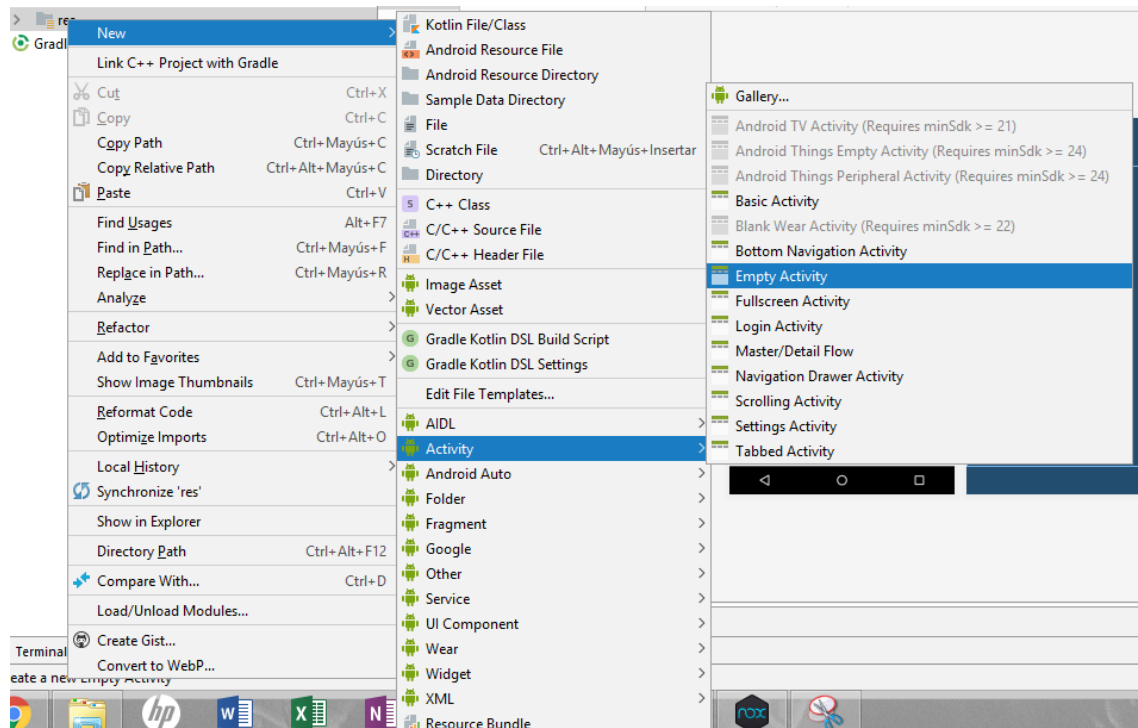 res
Gradl
New
Link C++ Project with Gradle
Cut Ctrl+X
Copy Ctrl+C
Copy Path Ctrl+Mayús+C
Copy Relative Path Ctrl+Alt+Mayús+C
Paste Ctrl+V
Find Usages Alt+F7
Find in Path... Ctrl+Mayús+F
Replace in Path... Ctrl+Mayús+R
Analyze
Refactor
Add to Favorites
Show Image Thumbnails Ctrl+Mayús+T
Reformat Code Ctrl+Alt+L
Optimize Imports Ctrl+Alt+O
Local History
Synchronize 'res'
Show in Explorer
Directory Path Ctrl+Alt+F12
Compare With... Ctrl+D
Load/Unload Modules...
Create Gist...
Convert to WebP...
Kotlin File/Class
Android Resource File
Android Resource Directory
Sample Data Directory
File
Scratch File Ctrl+Alt+Mayús+Insertar
Directory
S C++ Class
C++ C/C++ Source File
H C/C++ Header File
Image Asset
Vector Asset
G Gradle Kotlin DSL Build Script
G Gradle Kotlin DSL Settings
Edit File Templates...
AIDL
Activity
Android Auto
Folder
Fragment
Google
Other
Service
UI Component
Wear
Widget
XML
Resource Bundle
Gallery...
Android TV Activity (Requires minSdk >= 21)
Android Things Empty Activity (Requires minSdk >= 24)
Android Things Peripheral Activity (Requires minSdk >= 24)
Basic Activity
Blank Wear Activity (Requires minSdk >= 22)
Bottom Navigation Activity
Empty Activity
Fullscreen Activity
Login Activity
Master/Detail Flow
Navigation Drawer Activity
Scrolling Activity
Settings Activity
Tabbed Activity
Terminal
eate a new Empty Activity
hp
W
X
N
nox